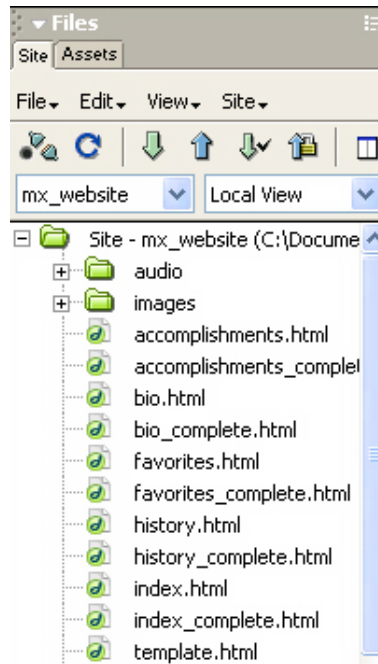 Files
Site Assets
File Edit View Site
mx_website Local View
Site - mx_website (C:\Docume
audio
images
accomplishments.html
accomplishments_complet
bio.html
bio_complete.html
favorites.html
favorites_complete.html
history.html
history_complete.html
index.html
index_complete.html
template.html